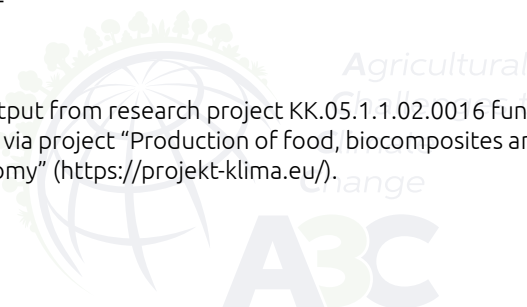 Agricultural
tput from research project KK.05.1.1.02.0016 fun
via project “Production of food, biocomposites an
omy” (https://projekt-klima.eu/).
Change
A3C